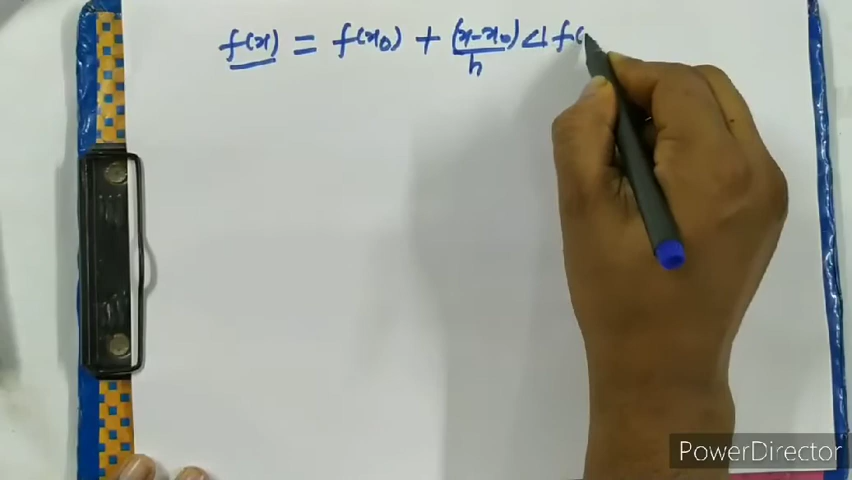 f(x) = f(x₀) + (x-x₀)/h Δ f(
PowerDirector